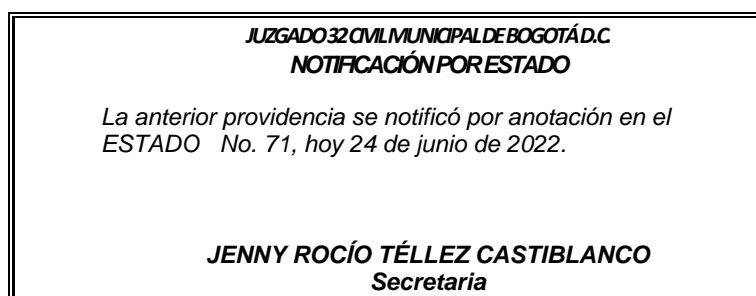 JUZGADO 32 CIVIL MUNICIPAL DE BOGOTÁ D.C.
NOTIFICACIÓN POR ESTADO
La anterior providencia se notificó por anotación en el
ESTADO No. 71, hoy 24 de junio de 2022.
JENNY ROCÍO TÉLLEZ CASTIBLANCO
Secretaria